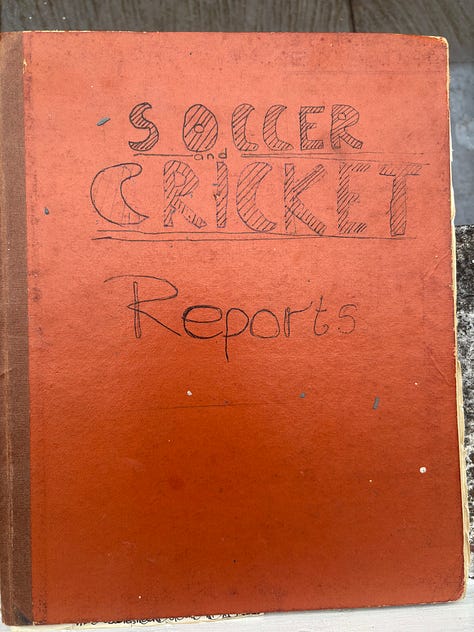 SOCCER
and
CRICKET
Reports